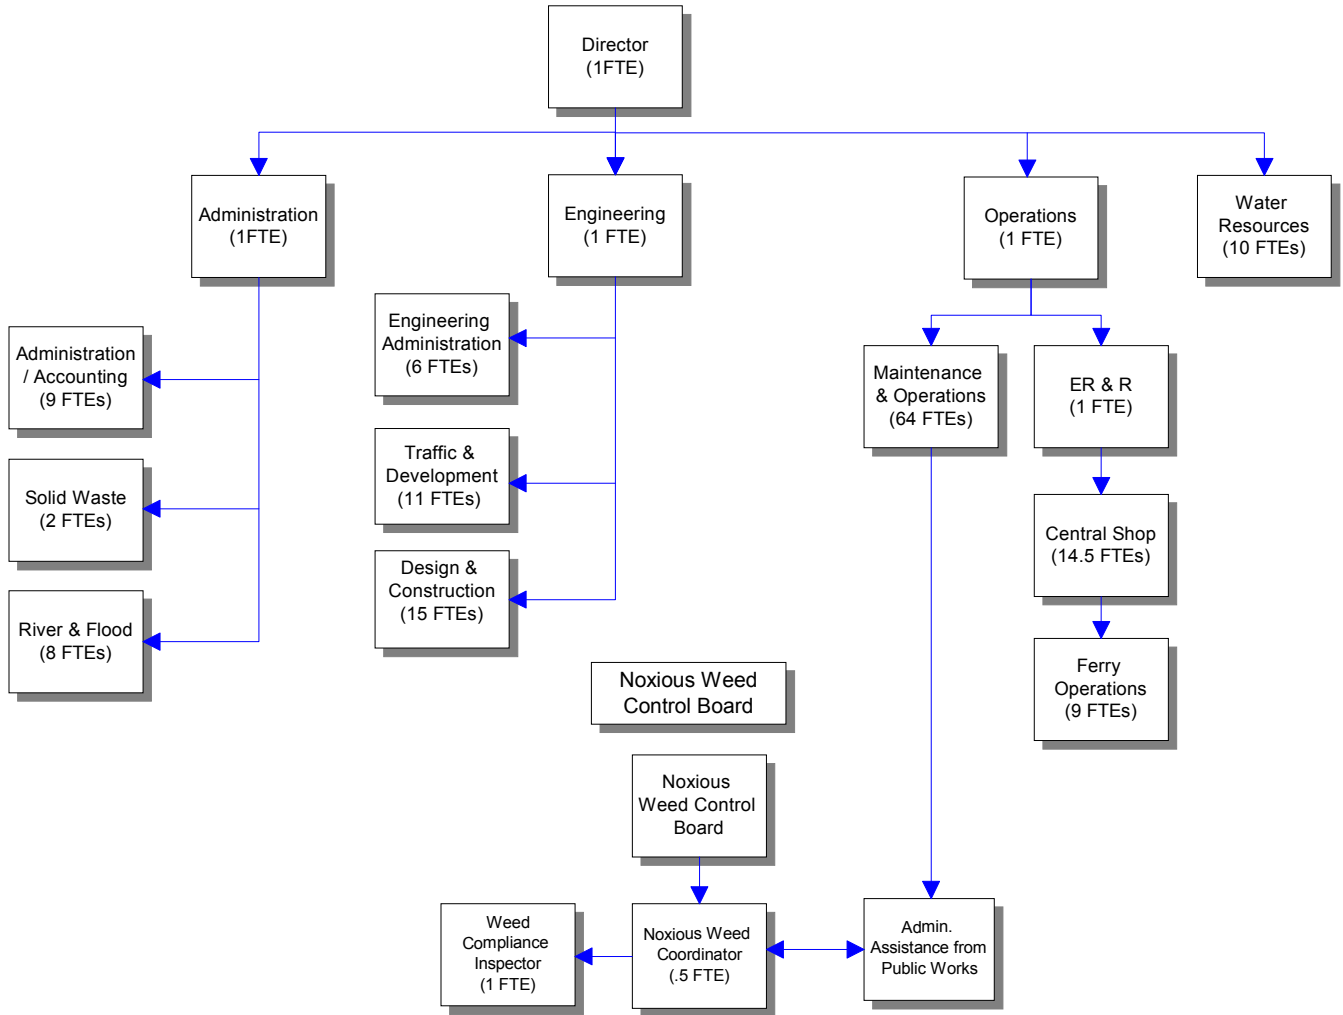 Director
(1FTE)
Administration
(1FTE)
Engineering
(1 FTE)
Operations
(1 FTE)
Water
Resources
(10 FTEs)
Administration
/ Accounting
(9 FTEs)
Solid Waste
(2 FTEs)
River & Flood
(8 FTEs)
Engineering
Administration
(6 FTEs)
Traffic &
Development
(11 FTEs)
Design &
Construction
(15 FTEs)
Maintenance
& Operations
(64 FTEs)
ER & R
(1 FTE)
Central Shop
(14.5 FTEs)
Ferry
Operations
(9 FTEs)
Noxious Weed
Control Board
Noxious
Weed Control
Board
Weed
Compliance
Inspector
(1 FTE)
Noxious Weed
Coordinator
(.5 FTE)
Admin.
Assistance from
Public Works